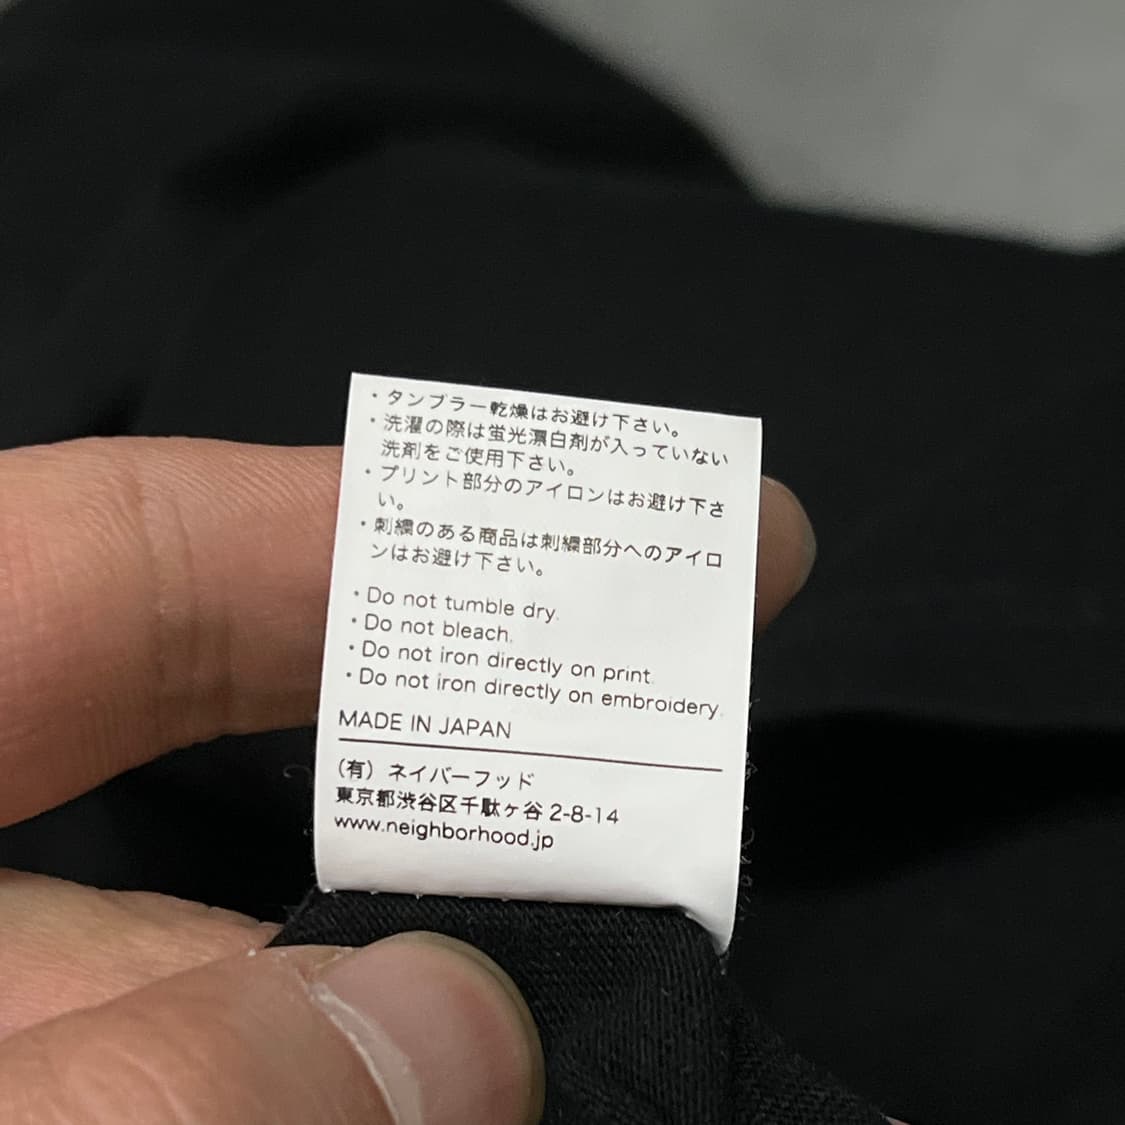 ・タンブラー乾燥はお避け下さい。
・洗濯の際は蛍光漂白剤が入っていない
洗剤をご使用下さい。
・プリント部分のアイロンはお避け下さ
い。
・刺繍のある商品は刺繍部分へのアイロ
ンはお避け下さい。
・Do not tumble dry.
・Do not bleach.
・Do not iron directly on print.
・Do not iron directly on embroidery.
MADE IN JAPAN
(有) ネイバーフッド
東京都渋谷区千駄ヶ谷 2-8-14
www.neighborhood.jp